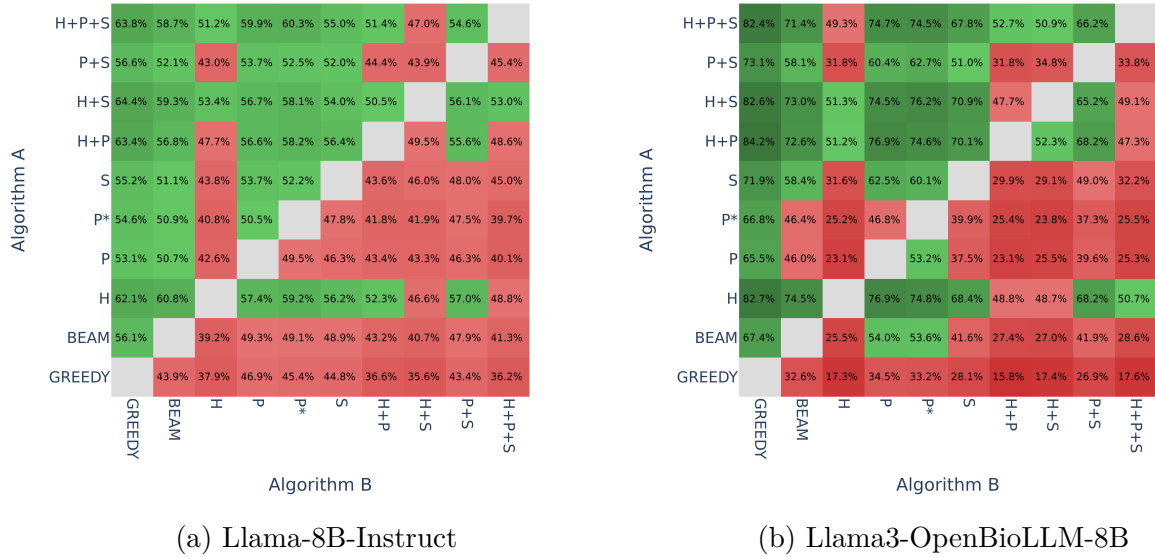 H+P+S 63.8% 58.7% 51.2% 59.9% 60.3% 55.0% 51.4% 47.0% 54.6%
P+S 56.6% 52.1% 43.0% 53.7% 52.5% 52.0% 44.4% 43.9% 45.4%
H+S 64.4% 59.3% 53.4% 56.7% 58.1% 54.0% 50.5% 56.1% 53.0%
H+P 63.4% 56.8% 47.7% 56.6% 58.2% 56.4% 49.5% 55.6% 48.6%
S 55.2% 51.1% 43.8% 53.7% 52.2% 43.6% 46.0% 48.0% 45.0%
P* 54.6% 50.9% 40.8% 50.5% 47.8% 41.8% 41.9% 47.5% 39.7%
P 53.1% 50.7% 42.6% 49.5% 46.3% 43.4% 43.3% 46.3% 40.1%
H 62.1% 60.8% 57.4% 59.2% 56.2% 52.3% 46.6% 57.0% 48.8%
BEAM 56.1% 39.2% 49.3% 49.1% 48.9% 43.2% 40.7% 47.9% 41.3%
GREEDY 43.9% 37.9% 46.9% 45.4% 44.8% 36.6% 35.6% 43.4% 36.2%
GREEDY BEAM H P P* S H+P H+S P+S H+P+S
Algorithm A
Algorithm B
(a) Llama-8B-Instruct
H+P+S 82.4% 71.4% 49.3% 74.7% 74.5% 67.8% 52.7% 50.9% 66.2%
P+S 73.1% 58.1% 31.8% 60.4% 62.7% 51.0% 31.8% 34.8% 33.8%
H+S 82.6% 73.0% 51.3% 74.5% 76.2% 70.9% 47.7% 65.2% 49.1%
H+P 84.2% 72.6% 51.2% 76.9% 74.6% 70.1% 52.3% 68.2% 47.3%
S 71.9% 58.4% 31.6% 62.5% 60.1% 29.9% 29.1% 49.0% 32.2%
P* 66.8% 46.4% 25.2% 46.8% 39.9% 25.4% 23.8% 37.3% 25.5%
P 65.5% 46.0% 23.1% 53.2% 37.5% 23.1% 25.5% 39.6% 25.3%
H 82.7% 74.5% 76.9% 74.8% 68.4% 48.8% 48.7% 68.2% 50.7%
BEAM 67.4% 25.5% 54.0% 53.6% 41.6% 27.4% 27.0% 41.9% 28.6%
GREEDY 32.6% 17.3% 34.5% 33.2% 28.1% 15.8% 17.4% 26.9% 17.6%
GREEDY BEAM H P P* S H+P H+S P+S H+P+S
Algorithm A
Algorithm B
(b) Llama3-OpenBioLLM-8B